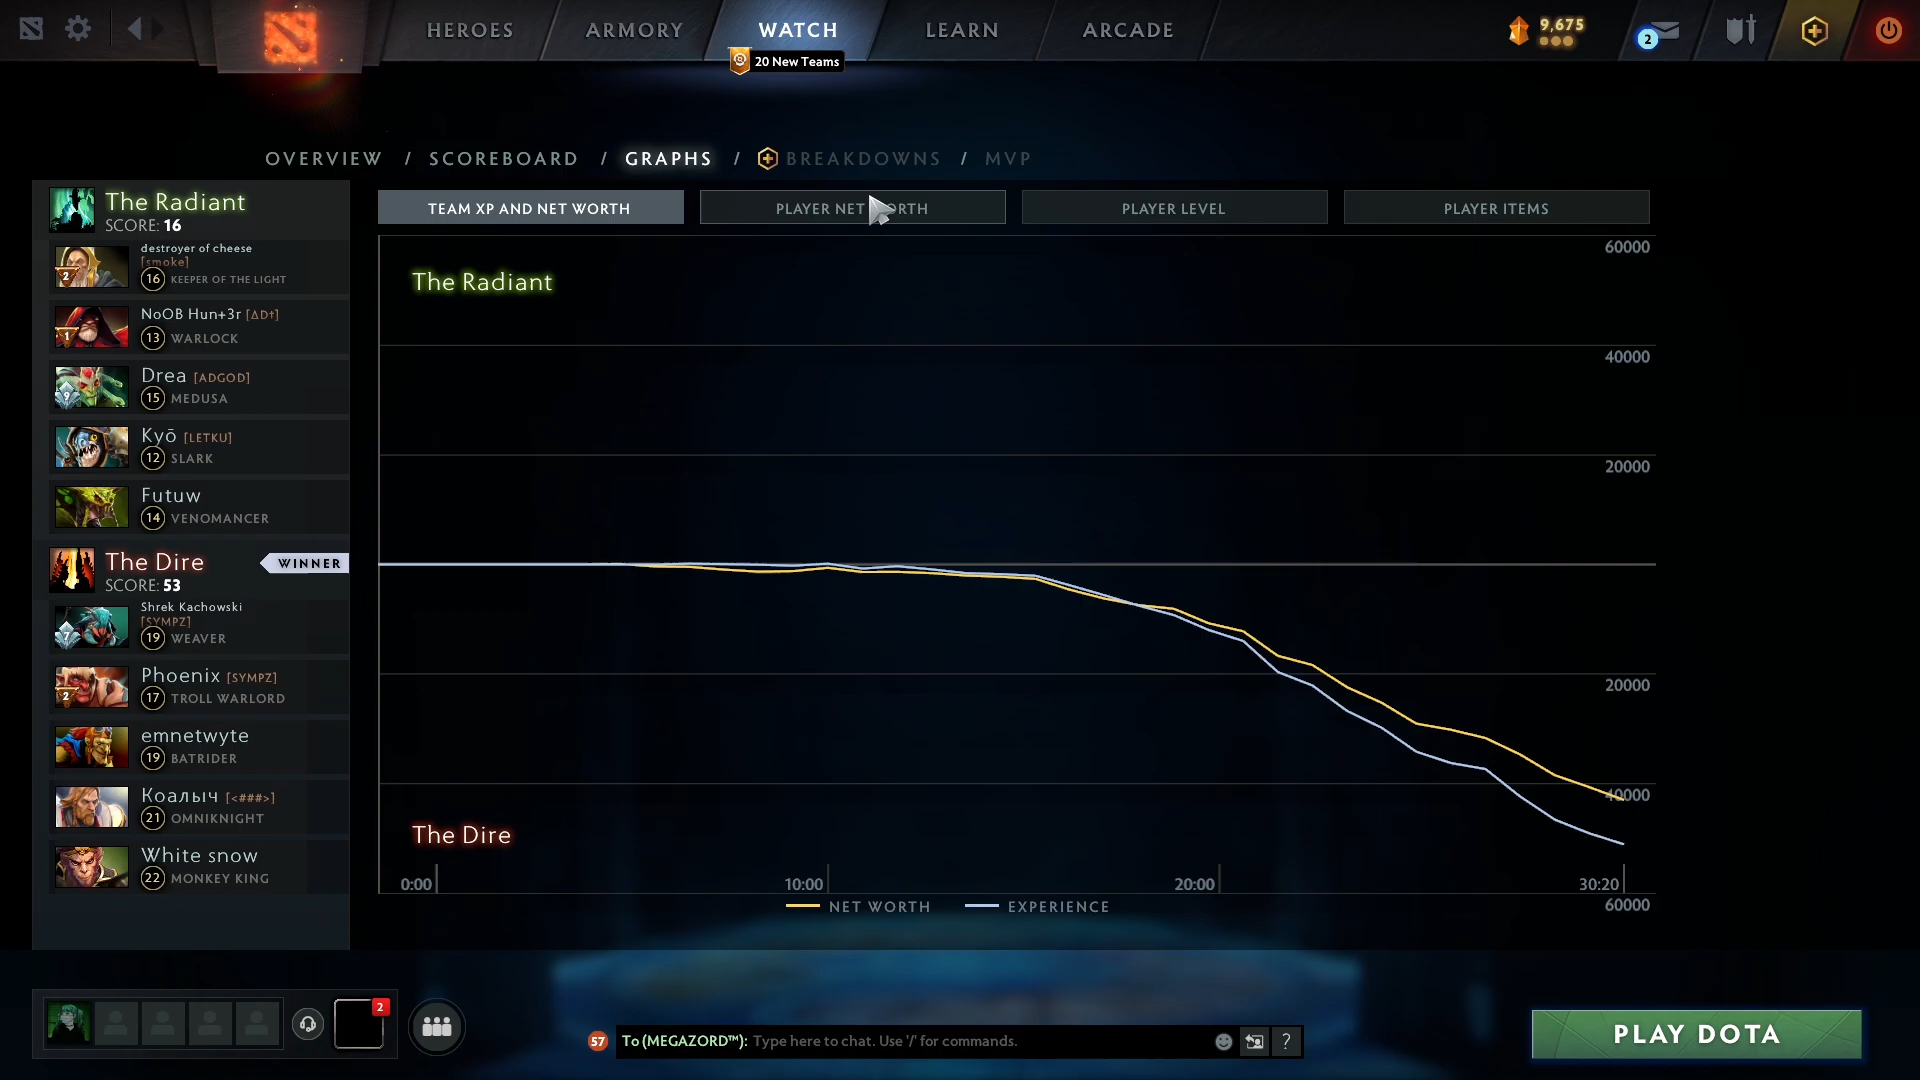 HEROES
ARMORY
WATCH
LEARN
ARCADE
9,675
2
20 New Teams
OVERVIEW / SCOREBOARD / GRAPHS / BREAKDOWNS / MVP
The Radiant
SCORE: 16
destroyer of cheese
[smoke]
2
16 KEEPER OF THE LIGHT
NoOB Hun+3r [ΔD†]
1
13 WARLOCK
Drea [ADGOD]
9
15 MEDUSA
Kyō [LETKU]
12 SLARK
Futuw
14 VENOMANCER
The Dire
WINNER
SCORE: 53
Shrek Kachowski
[SYMPZ]
7
19 WEAVER
Phoenix [SYMPZ]
2
17 TROLL WARLORD
emnetwyte
19 BATRIDER
Коалыч [<###>]
21 OMNIKNIGHT
White snow
22 MONKEY KING
TEAM XP AND NET WORTH
PLAYER NET WORTH
PLAYER LEVEL
PLAYER ITEMS
60000
The Radiant
40000
20000
20000
40000
The Dire
0:00
10:00
20:00
30:20
60000
NET WORTH
EXPERIENCE
2
57
To (MEGAZORD™): Type here to chat. Use '/' for commands.
?
PLAY DOTA